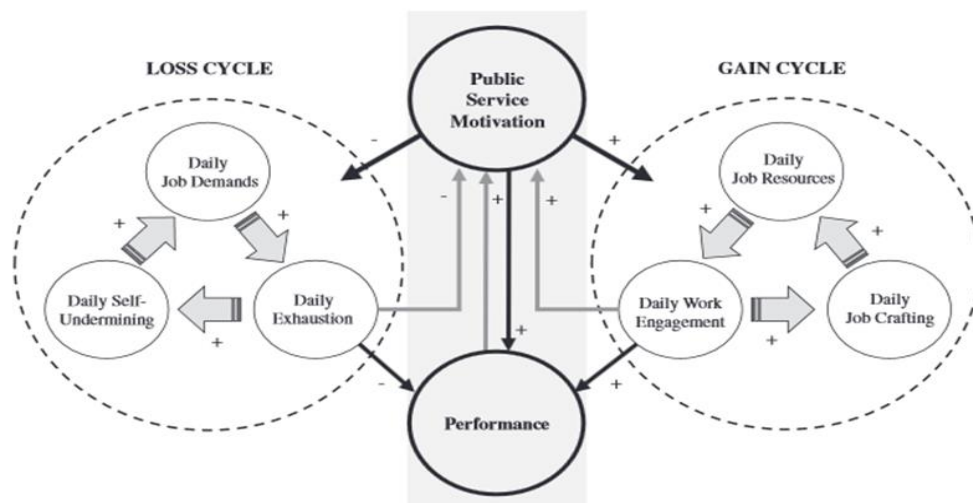 LOSS CYCLE
GAIN CYCLE
Public
Service
Motivation
-
+
Daily
Job Demands
Daily
Job Resources
+
+
-
+
+
+
+
Daily Self-
Undermining
Daily
Exhaustion
Daily Work
Engagement
Daily
Job Crafting
+
+
+
-
+
Performance